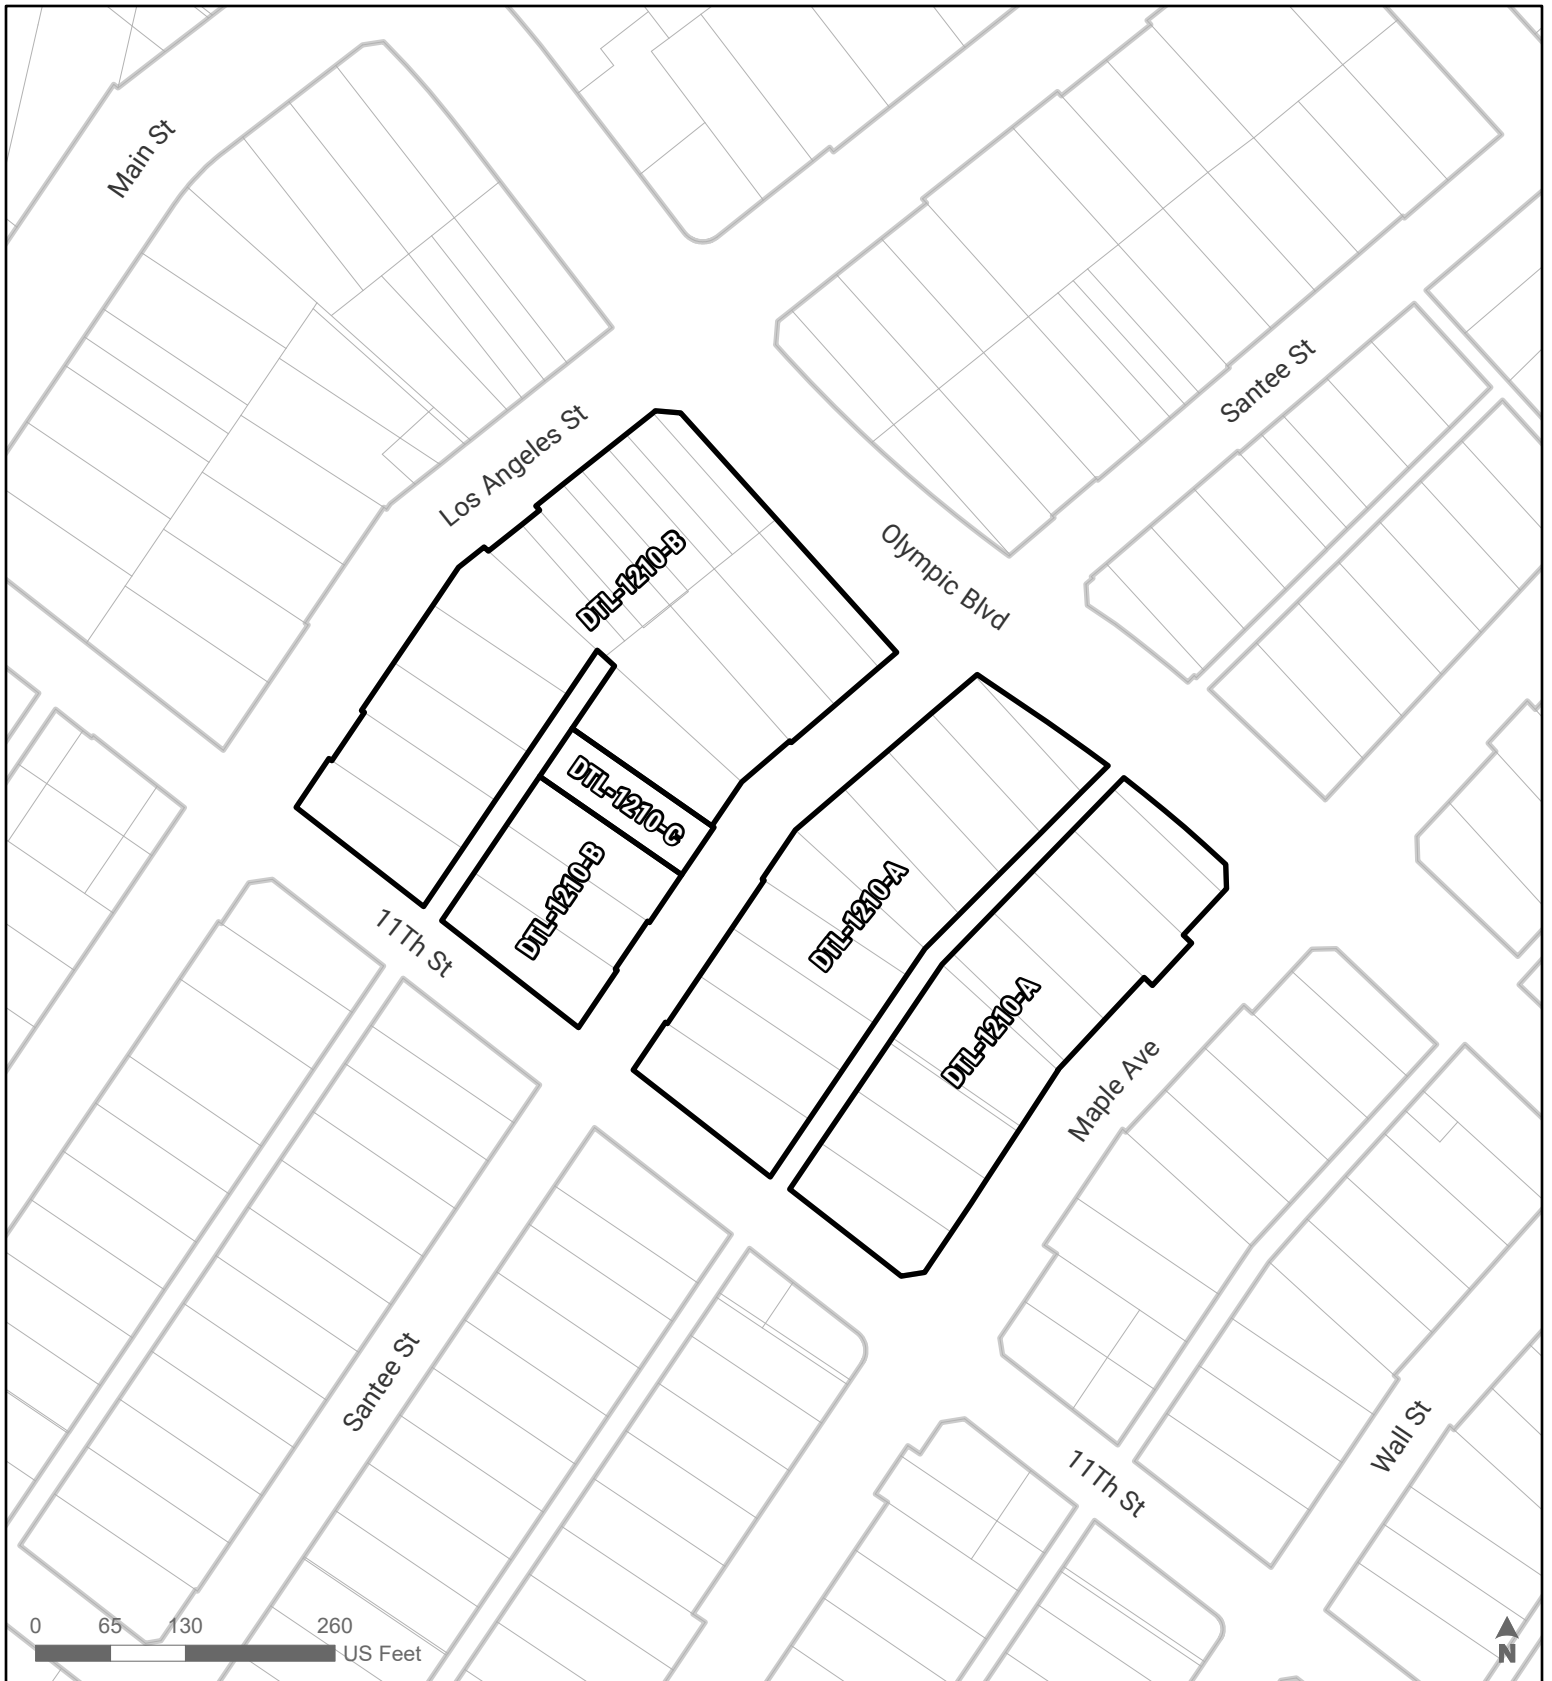 Main St
Santee St
Los Angeles St
DTL-1210-B
Olympic Blvd
DTL-1210-C
DTL-1210-B
DTL-1210-A
11Th St
DTL-1210-A
Maple Ave
Santee St
Wall St
11Th St
0 65 130 260
US Feet
N